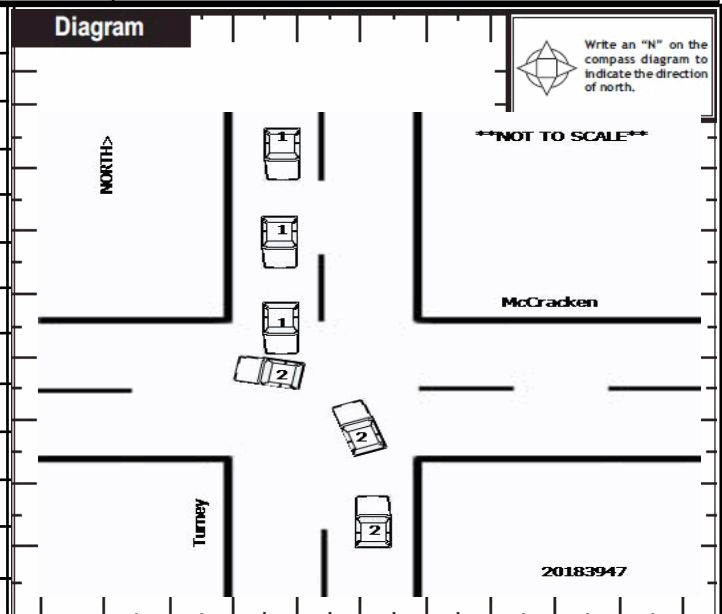 Diagram
Write an “N” on the
compass diagram to
indicate the direction
of north.
NORTH>
**NOT TO SCALE**
1
1
McCracken
1
2
2
Turney
2
20183947